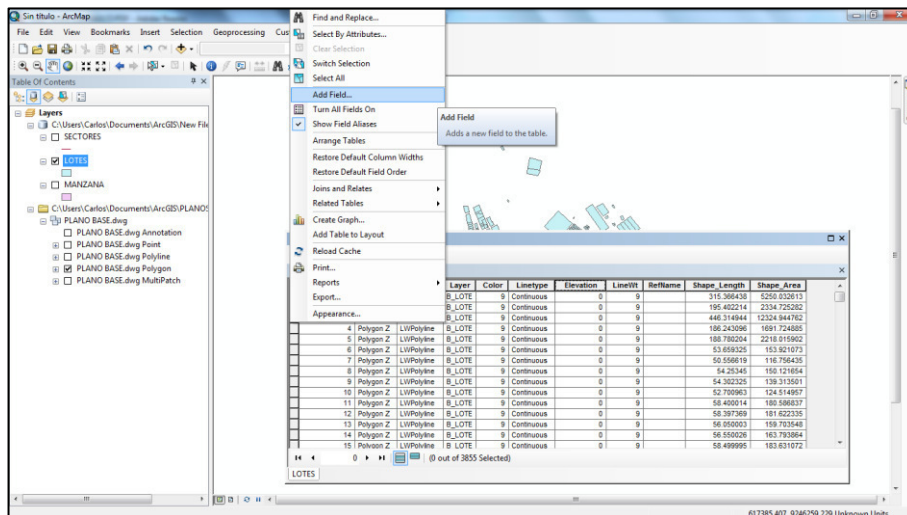 Sin título - ArcMap
File Edit View Bookmarks Insert Selection Geoprocessing Cus
Table Of Contents
Layers
C:\Users\Carlos\Documents\ArcGIS\New File
SECTORES
LOTES
MANZANA
C:\Users\Carlos\Documents\ArcGIS\PLANOS
PLANO BASE.dwg
PLANO BASE.dwg Annotation
PLANO BASE.dwg Point
PLANO BASE.dwg Polyline
PLANO BASE.dwg Polygon
PLANO BASE.dwg MultiPatch
Find and Replace...
Select By Attributes...
Clear Selection
Switch Selection
Select All
Add Field...
Turn All Fields On
Show Field Aliases
Arrange Tables
Restore Default Column Widths
Restore Default Field Order
Joins and Relates
Related Tables
Create Graph...
Add Table to Layout
Reload Cache
Print...
Reports
Export...
Appearance...
Add Field
Adds a new field to the table.
Layer Color Linetype Elevation LineWt RefName Shape_Length Shape_Area
B_LOTE 9 Continuous 0 9 315.366438 5250.032613
B_LOTE 9 Continuous 0 9 195.402214 2334.725282
B_LOTE 9 Continuous 0 9 446.314944 12324.944762
4 Polygon Z LWPolyline B_LOTE 9 Continuous 0 9 186.243096 1691.724885
5 Polygon Z LWPolyline B_LOTE 9 Continuous 0 9 188.780204 2218.015902
6 Polygon Z LWPolyline B_LOTE 9 Continuous 0 9 53.659325 153.921073
7 Polygon Z LWPolyline B_LOTE 9 Continuous 0 9 50.556619 116.756435
8 Polygon Z LWPolyline B_LOTE 9 Continuous 0 9 54.25345 150.121654
9 Polygon Z LWPolyline B_LOTE 9 Continuous 0 9 54.302325 139.313501
10 Polygon Z LWPolyline B_LOTE 9 Continuous 0 9 52.700963 124.514957
11 Polygon Z LWPolyline B_LOTE 9 Continuous 0 9 58.400014 180.586837
12 Polygon Z LWPolyline B_LOTE 9 Continuous 0 9 58.397369 181.622335
13 Polygon Z LWPolyline B_LOTE 9 Continuous 0 9 56.050003 159.703548
14 Polygon Z LWPolyline B_LOTE 9 Continuous 0 9 56.550026 163.793864
15 Polygon Z LWPolyline B_LOTE 9 Continuous 0 9 58.499995 183.631072
0 (0 out of 3855 Selected)
LOTES
617385.407 9246259.229 Unknown Units